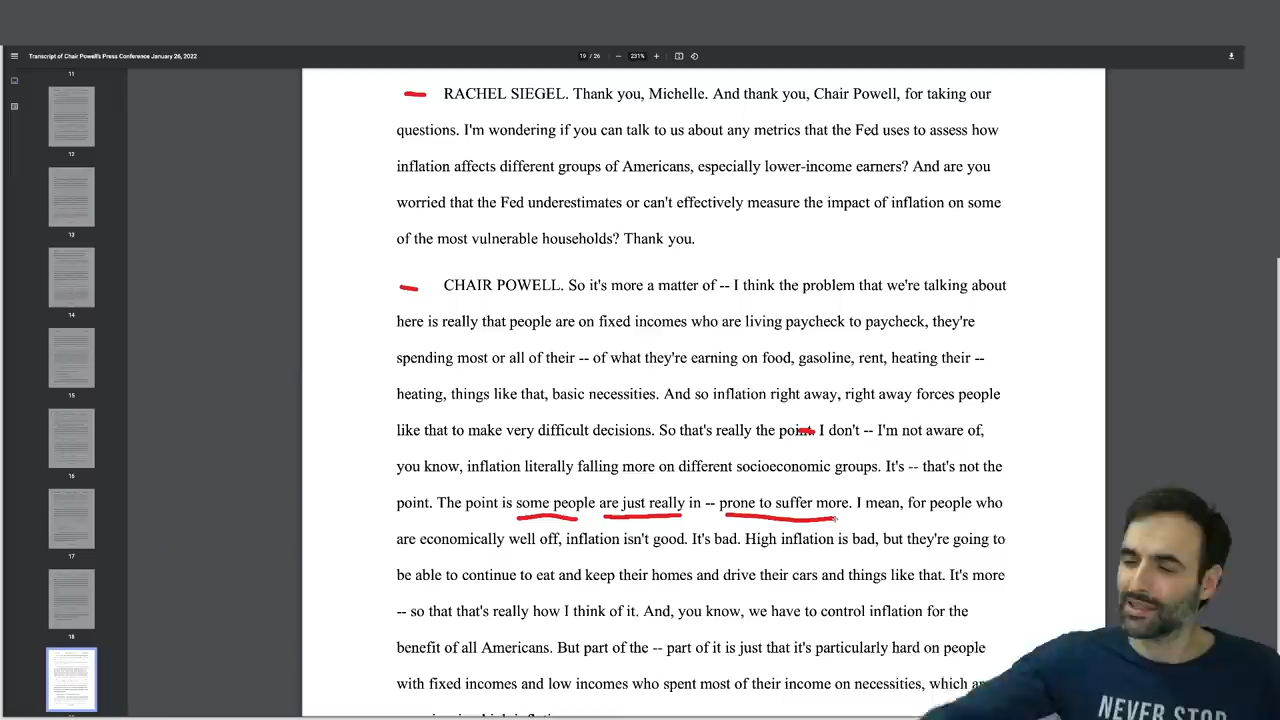 Transcript of Chair Powell's Press Conference January 26, 2022
19 / 26
231%
11
12
13
14
15
16
17
18
RACHEL SIEGEL. Thank you, Michelle. And thank you, Chair Powell, for taking our
questions. I'm wondering if you can talk to us about any metrics that the Fed uses to assess how
inflation affects different groups of Americans, especially lower-income earners? And are you
worried that the Fed underestimates or can't effectively measure the impact of inflation on some
of the most vulnerable households? Thank you.
CHAIR POWELL. So it's more a matter of -- I think the problem that we're talking about
here is really that people are on fixed incomes who are living paycheck to paycheck, they're
spending most or all of their -- of what they're earning on food, gasoline, rent, heating their --
heating, things like that, basic necessities. And so inflation right away, right away forces people
like that to make very difficult decisions. So that's really the point. I don't -- I'm not aware of,
you know, inflation literally falling more on different socioeconomic groups. It's -- that's not the
point. The point is some people are just really in -- prone to suffer more. I mean, for people who
are economically well off, inflation isn't good. It's bad. High inflation is bad, but they're going to
be able to continue to eat and keep their homes and drive their cars and things like that. It's more
-- so that that's really how I think of it. And, you know, we have to control inflation for the
benefit of all Americans. But part of the -- part of it is just that it's particularly hard on people
with fixed incomes and low incomes who spent most of their income on necessities, which
NEVER STOP